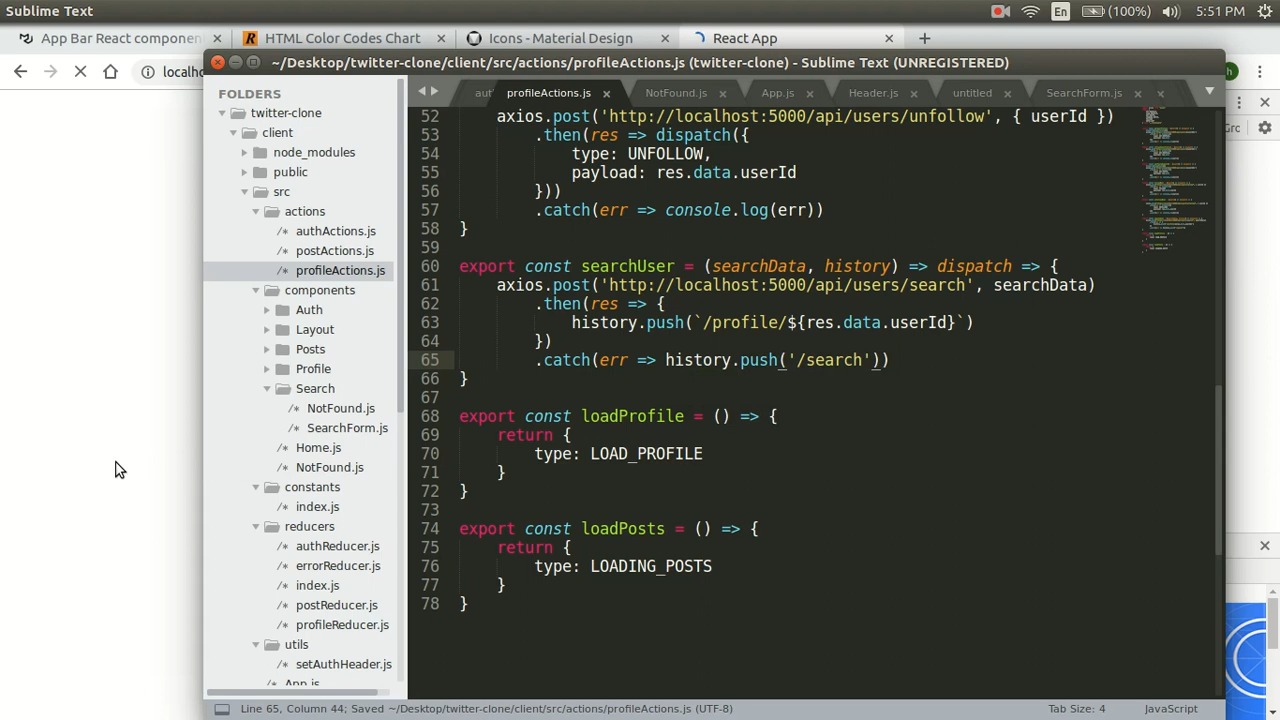 Sublime Text
En
(100%)
5:51 PM
App Bar React componen
HTML Color Codes Chart
Icons - Material Design
React App
localho
~/Desktop/twitter-clone/client/src/actions/profileActions.js (twitter-clone) - Sublime Text (UNREGISTERED)
FOLDERS
twitter-clone
client
node_modules
public
src
actions
/* authActions.js
/* postActions.js
/* profileActions.js
components
Auth
Layout
Posts
Profile
Search
/* NotFound.js
/* SearchForm.js
/* Home.js
/* NotFound.js
constants
/* index.js
reducers
/* authReducer.js
/* errorReducer.js
/* index.js
/* postReducer.js
/* profileReducer.js
utils
/* setAuthHeader.js
/* App.js
aut
profileActions.js
NotFound.js
App.js
Header.js
untitled
SearchForm.js
52 axios.post('http://localhost:5000/api/users/unfollow', { userId })
53 .then(res => dispatch({
54 type: UNFOLLOW,
55 payload: res.data.userId
56 }))
57 .catch(err => console.log(err))
58 }
59
60 export const searchUser = (searchData, history) => dispatch => {
61 axios.post('http://localhost:5000/api/users/search', searchData)
62 .then(res => {
63 history.push(`/profile/${res.data.userId}`)
64 })
65 .catch(err => history.push('/search'))
66 }
67
68 export const loadProfile = () => {
69 return {
70 type: LOAD_PROFILE
71 }
72 }
73
74 export const loadPosts = () => {
75 return {
76 type: LOADING_POSTS
77 }
78 }
Grc
Line 65, Column 44; Saved ~/Desktop/twitter-clone/client/src/actions/profileActions.js (UTF-8)
Tab Size: 4
JavaScript